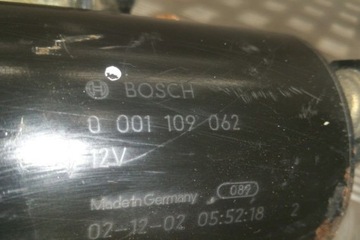 BOSCH
0 001 109 062
12V
Made in Germany 089
02-12-02 05:52:18 2